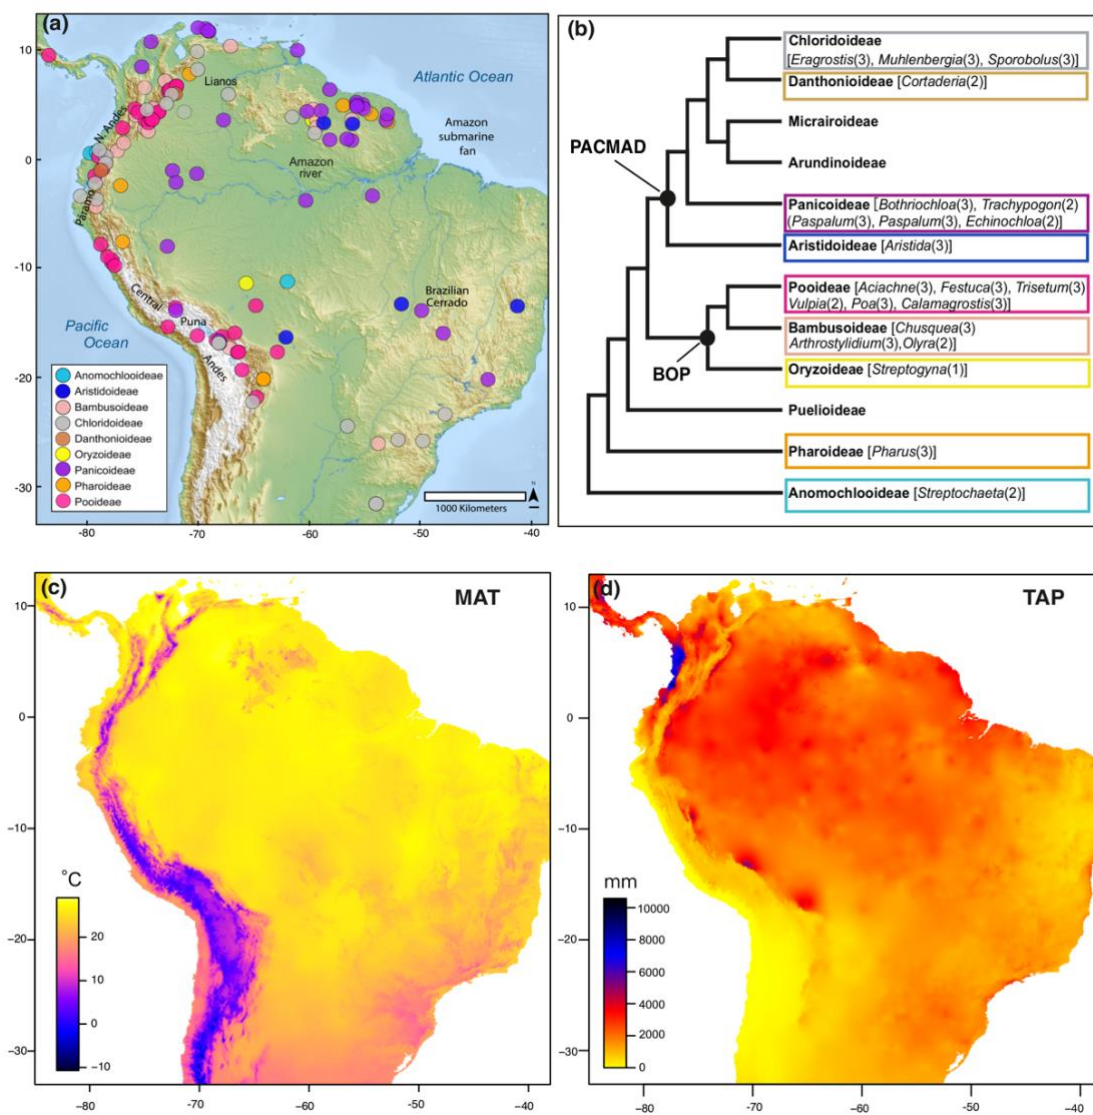 (a)
10
0
−10
−20
−30
−80
−70
−60
−50
−40
Atlantic Ocean
Amazon
submarine
fan
Llanos
N. Andes
Páramo
Amazon
river
Brazilian
Cerrado
Central
Puna
Andes
Pacific
Ocean
Anomochlooideae
Aristidoideae
Bambusoideae
Chloridoideae
Danthonioideae
Oryzoideae
Panicoideae
Pharoideae
Pooideae
N
1000 Kilometers
(b)
PACMAD
BOP
Chloridoideae
[Eragrostis(3), Muhlenbergia(3), Sporobolus(3)]
Danthonioideae [Cortaderia(2)]
Micrairoideae
Arundinoideae
Panicoideae [Bothriochloa(3), Trachypogon(2)
(Paspalum(3), Paspalum(3), Echinochloa(2)]
Aristidoideae [Aristida(3)]
Pooideae [Aciachne(3), Festuca(3), Trisetum(3)
Vulpia(2), Poa(3), Calamagrostis(3)]
Bambusoideae [Chusquea(3)
Arthrostylidium(3),Olyra(2)]
Oryzoideae [Streptogyna(1)]
Puelioideae
Pharoideae [Pharus(3)]
Anomochlooideae [Streptochaeta(2)]
(c)
MAT
10
0
−10
−20
−30
°C
20
10
0
−10
−80
−70
−60
−50
−40
(d)
TAP
10
0
−10
−20
−30
mm
10000
8000
6000
4000
2000
0
−80
−70
−60
−50
−40